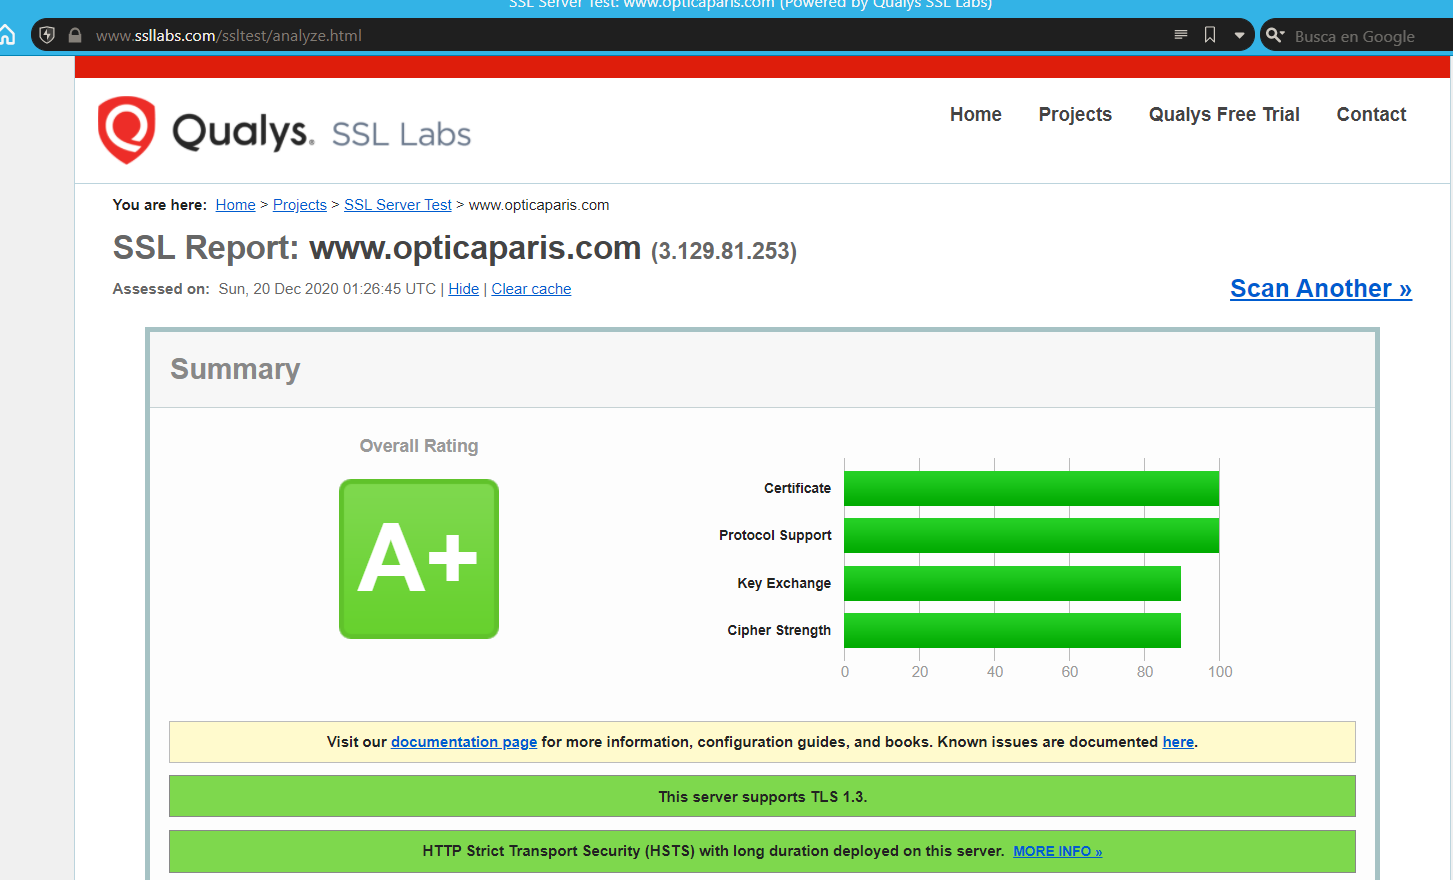 SSL Server Test: www.opticaparis.com (Powered by Qualys SSL Labs)
www.ssllabs.com/ssltest/analyze.html
Busca en Google
Qualys. SSL Labs
Home Projects Qualys Free Trial Contact
You are here: Home > Projects > SSL Server Test > www.opticaparis.com
SSL Report: www.opticaparis.com (3.129.81.253)
Assessed on: Sun, 20 Dec 2020 01:26:45 UTC | Hide | Clear cache
Scan Another »
Summary
Overall Rating
A+
Certificate
Protocol Support
Key Exchange
Cipher Strength
0 20 40 60 80 100
Visit our documentation page for more information, configuration guides, and books. Known issues are documented here.
This server supports TLS 1.3.
HTTP Strict Transport Security (HSTS) with long duration deployed on this server. MORE INFO »